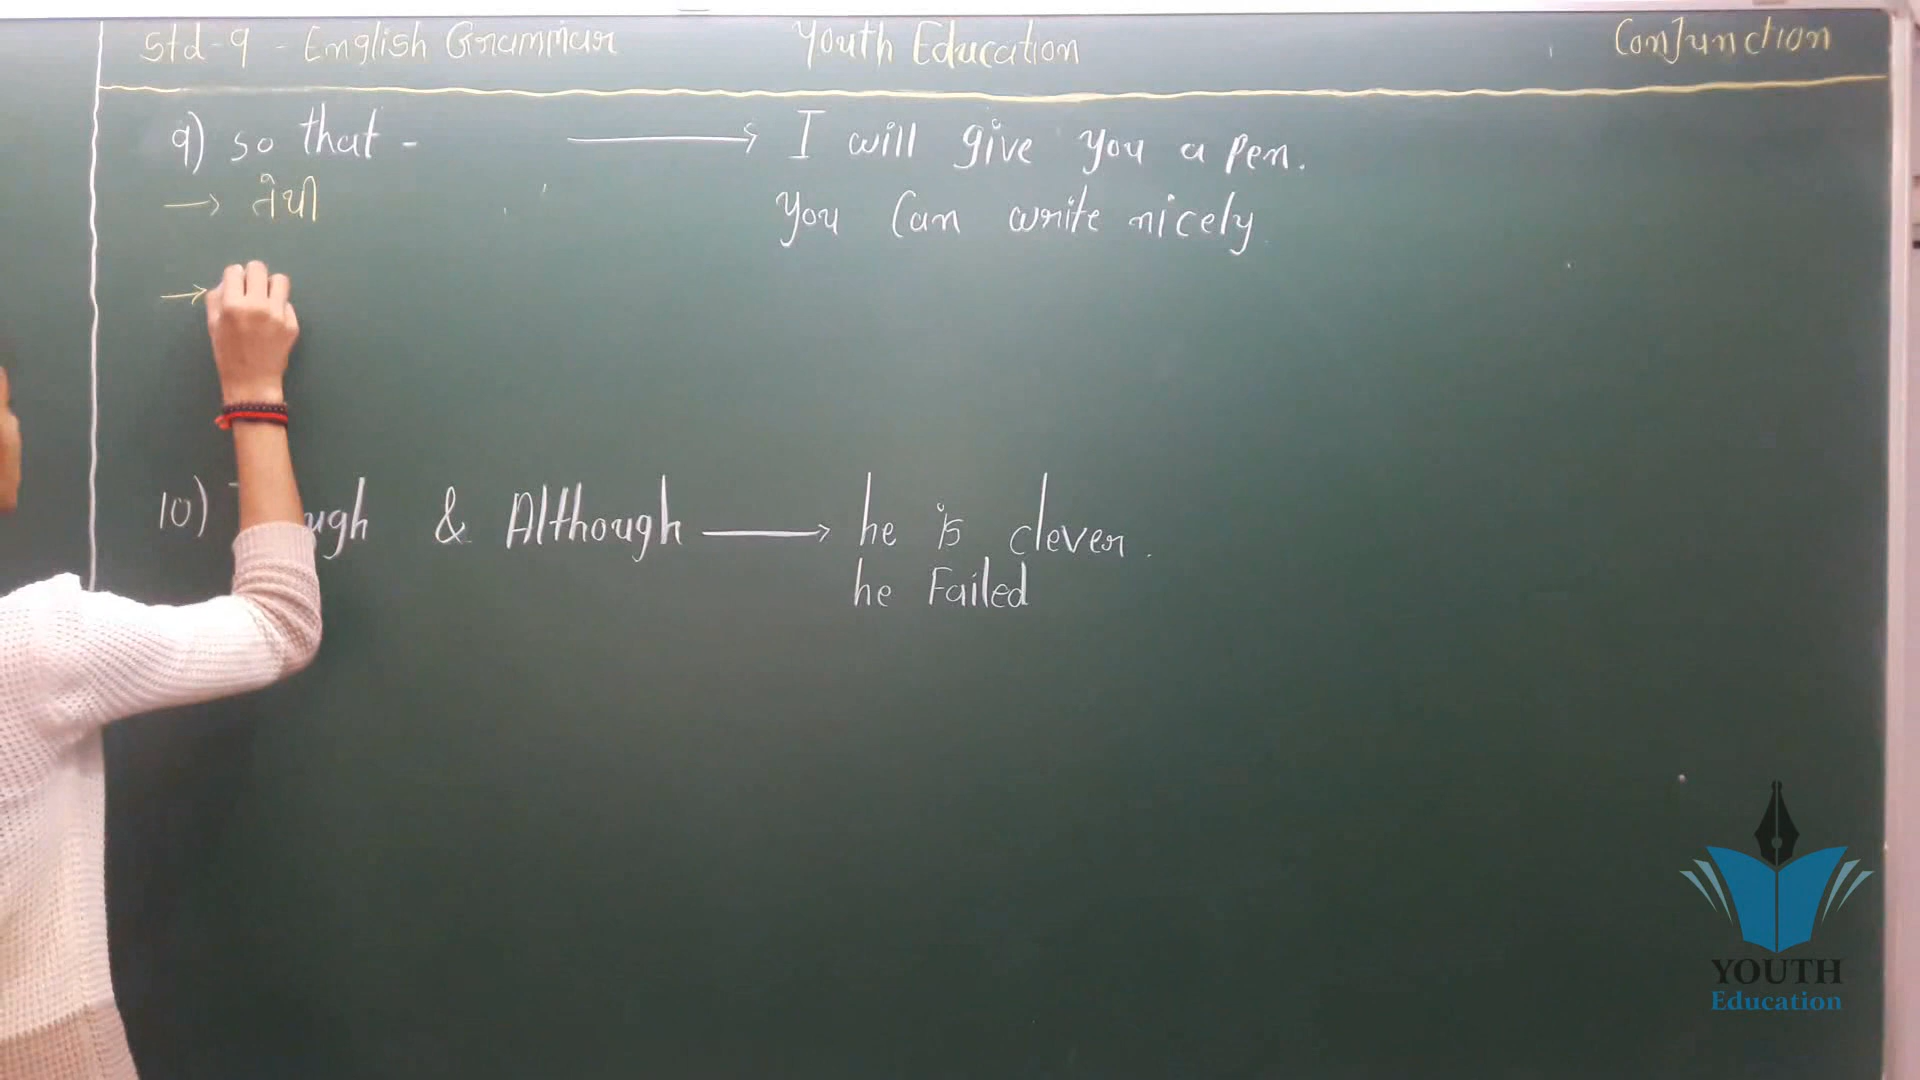 Std-9 - English Grammar Youth Education Conjunction
9) so that - → I will give you a pen.
→ તેથી you can write nicely
→
10) & Although → he is clever.
he Failed
YOUTH
Education